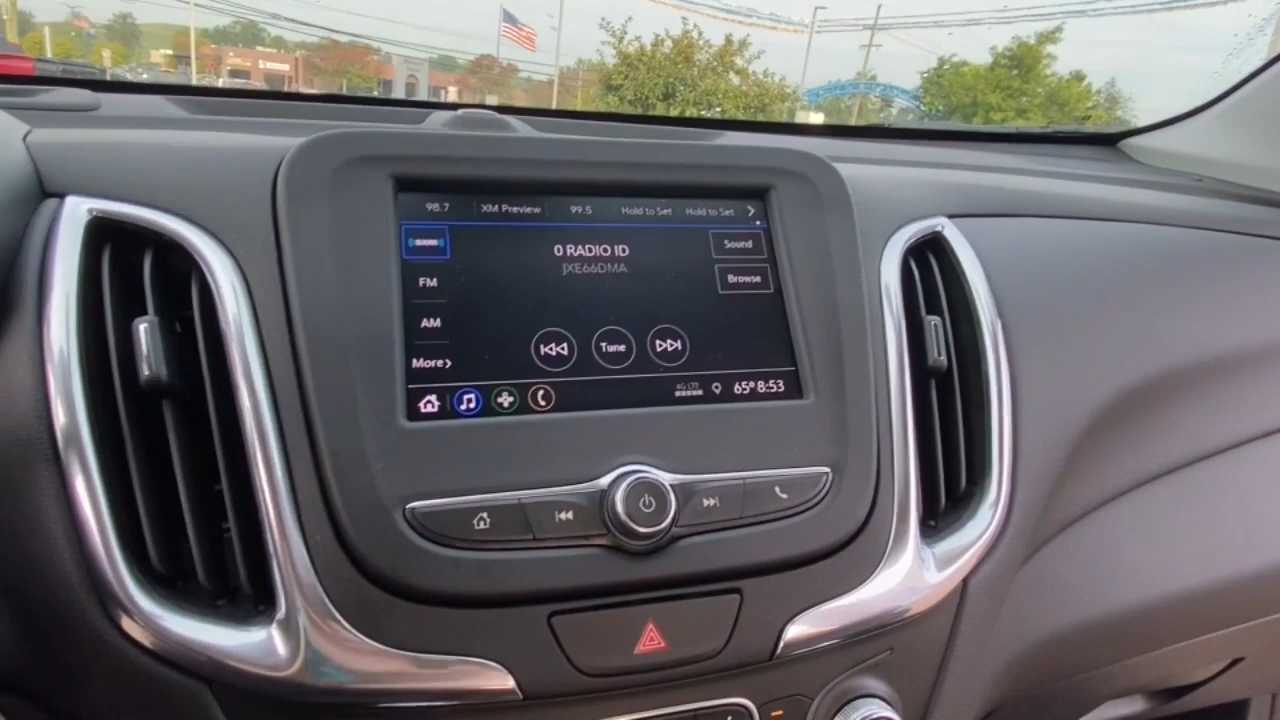 98.7 XM Preview 99.5 Hold to Set Hold to Set
SXM
0 RADIO ID
JXE66DMA
Sound
Browse
FM
AM
More
Tune
4G LTE
65° 8:53